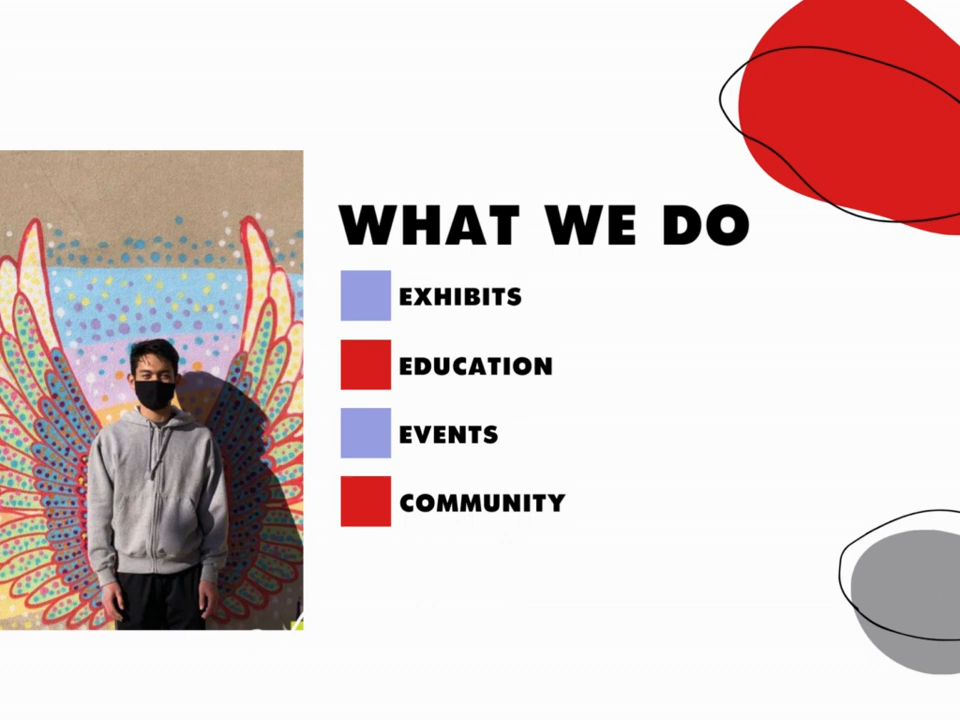 WHAT WE DO
EXHIBITS
EDUCATION
EVENTS
COMMUNITY